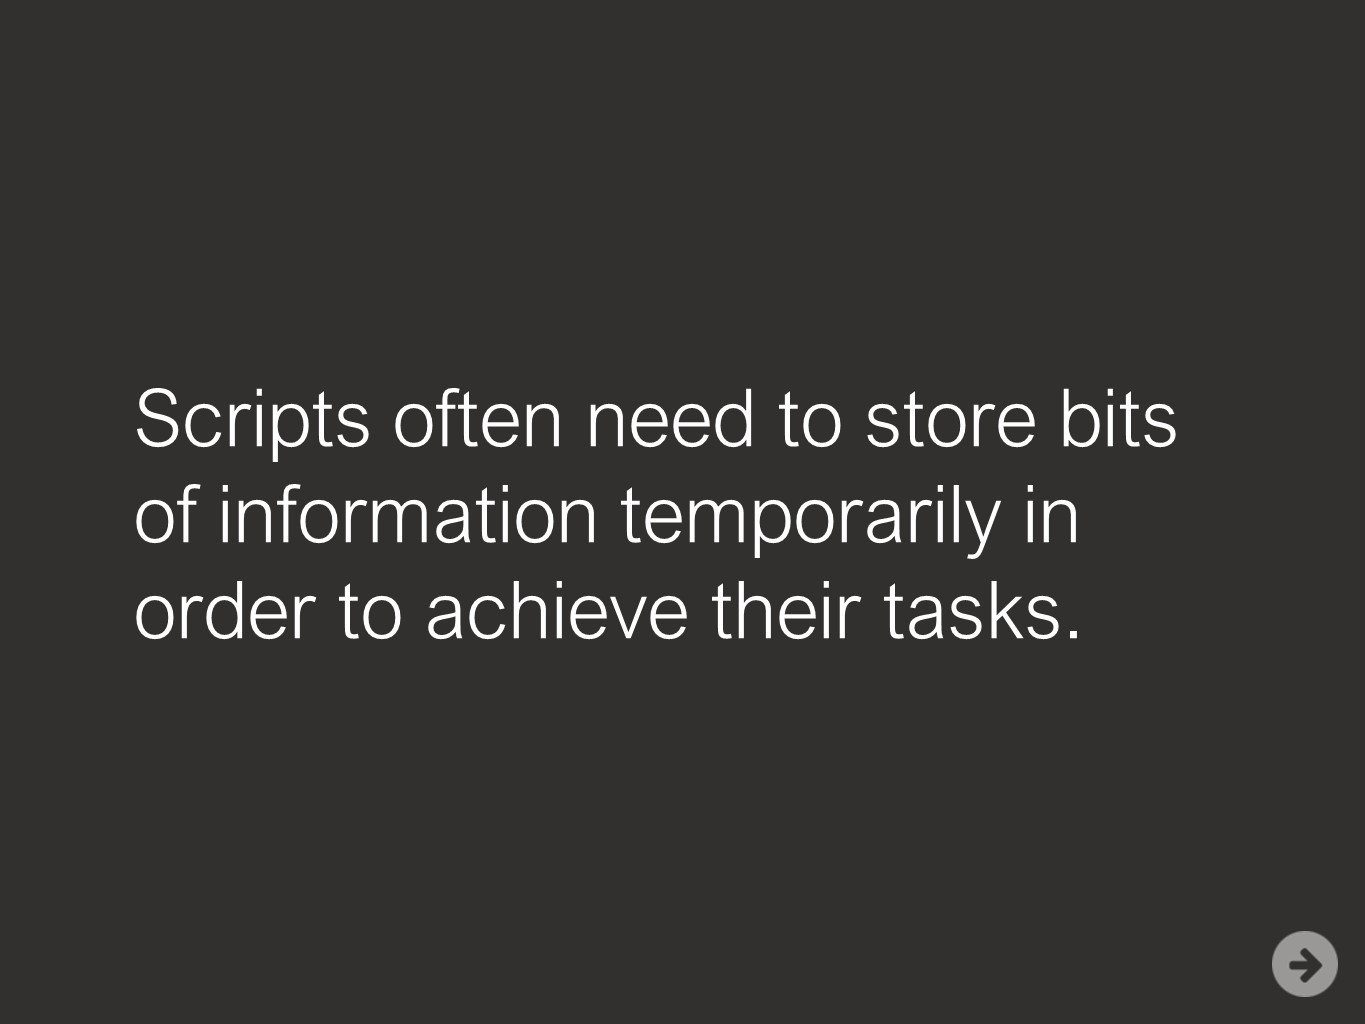 Scripts often need to store bits
of information temporarily in
order to achieve their tasks.